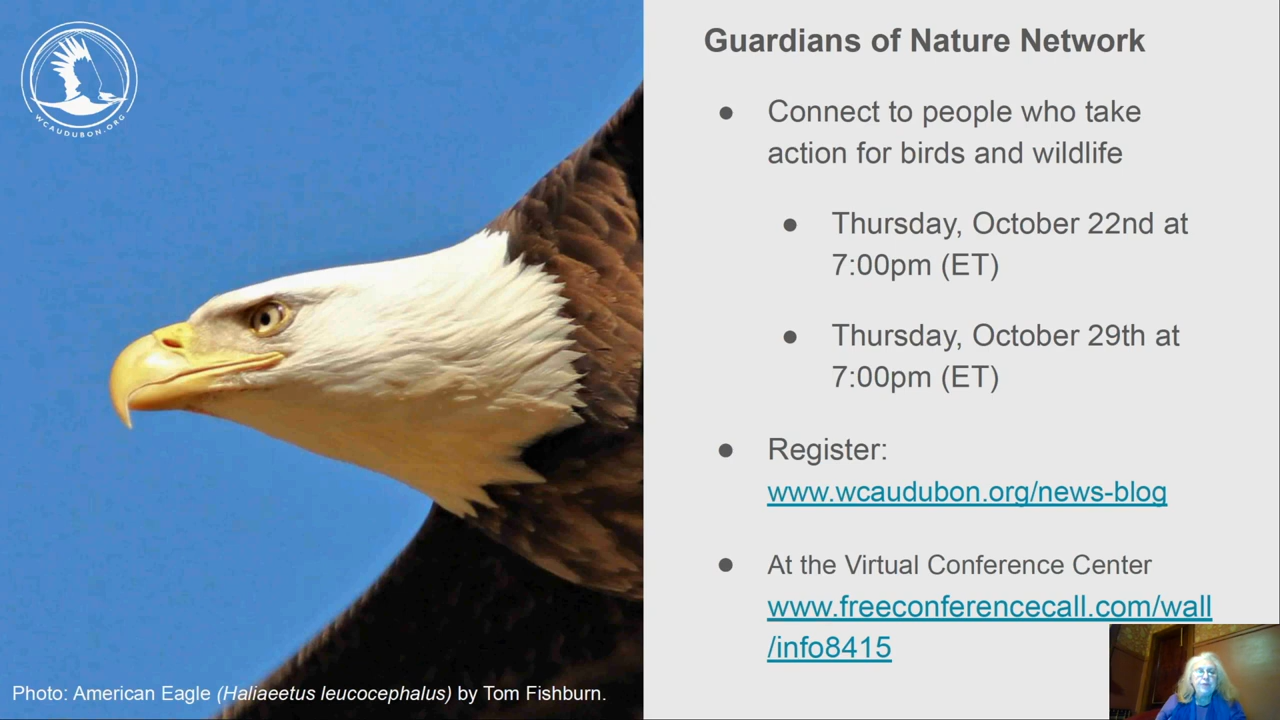 WCAUDUBON.ORG
Guardians of Nature Network
● Connect to people who take
action for birds and wildlife
● Thursday, October 22nd at
7:00pm (ET)
● Thursday, October 29th at
7:00pm (ET)
● Register:
www.wcaudubon.org/news-blog
● At the Virtual Conference Center
www.freeconferencecall.com/wall
/info8415
Photo: American Eagle (Haliaeetus leucocephalus) by Tom Fishburn.